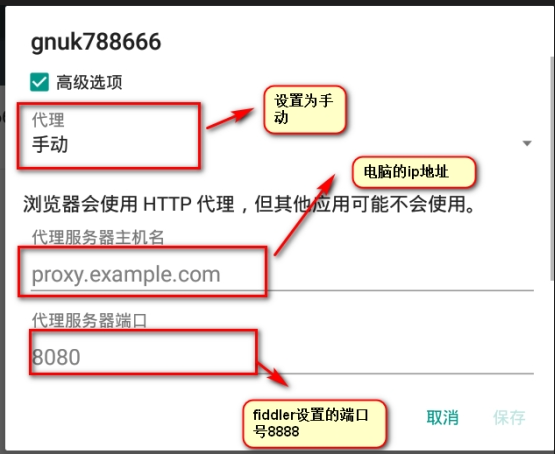 gnuk788666
高级选项
代理
手动
设置为手
动
电脑的ip地址
浏览器会使用 HTTP 代理，但其他应用可能不会使用。
代理服务器主机名
proxy.example.com
代理服务器端口
8080
fiddler设置的端口
号8888
取消
保存